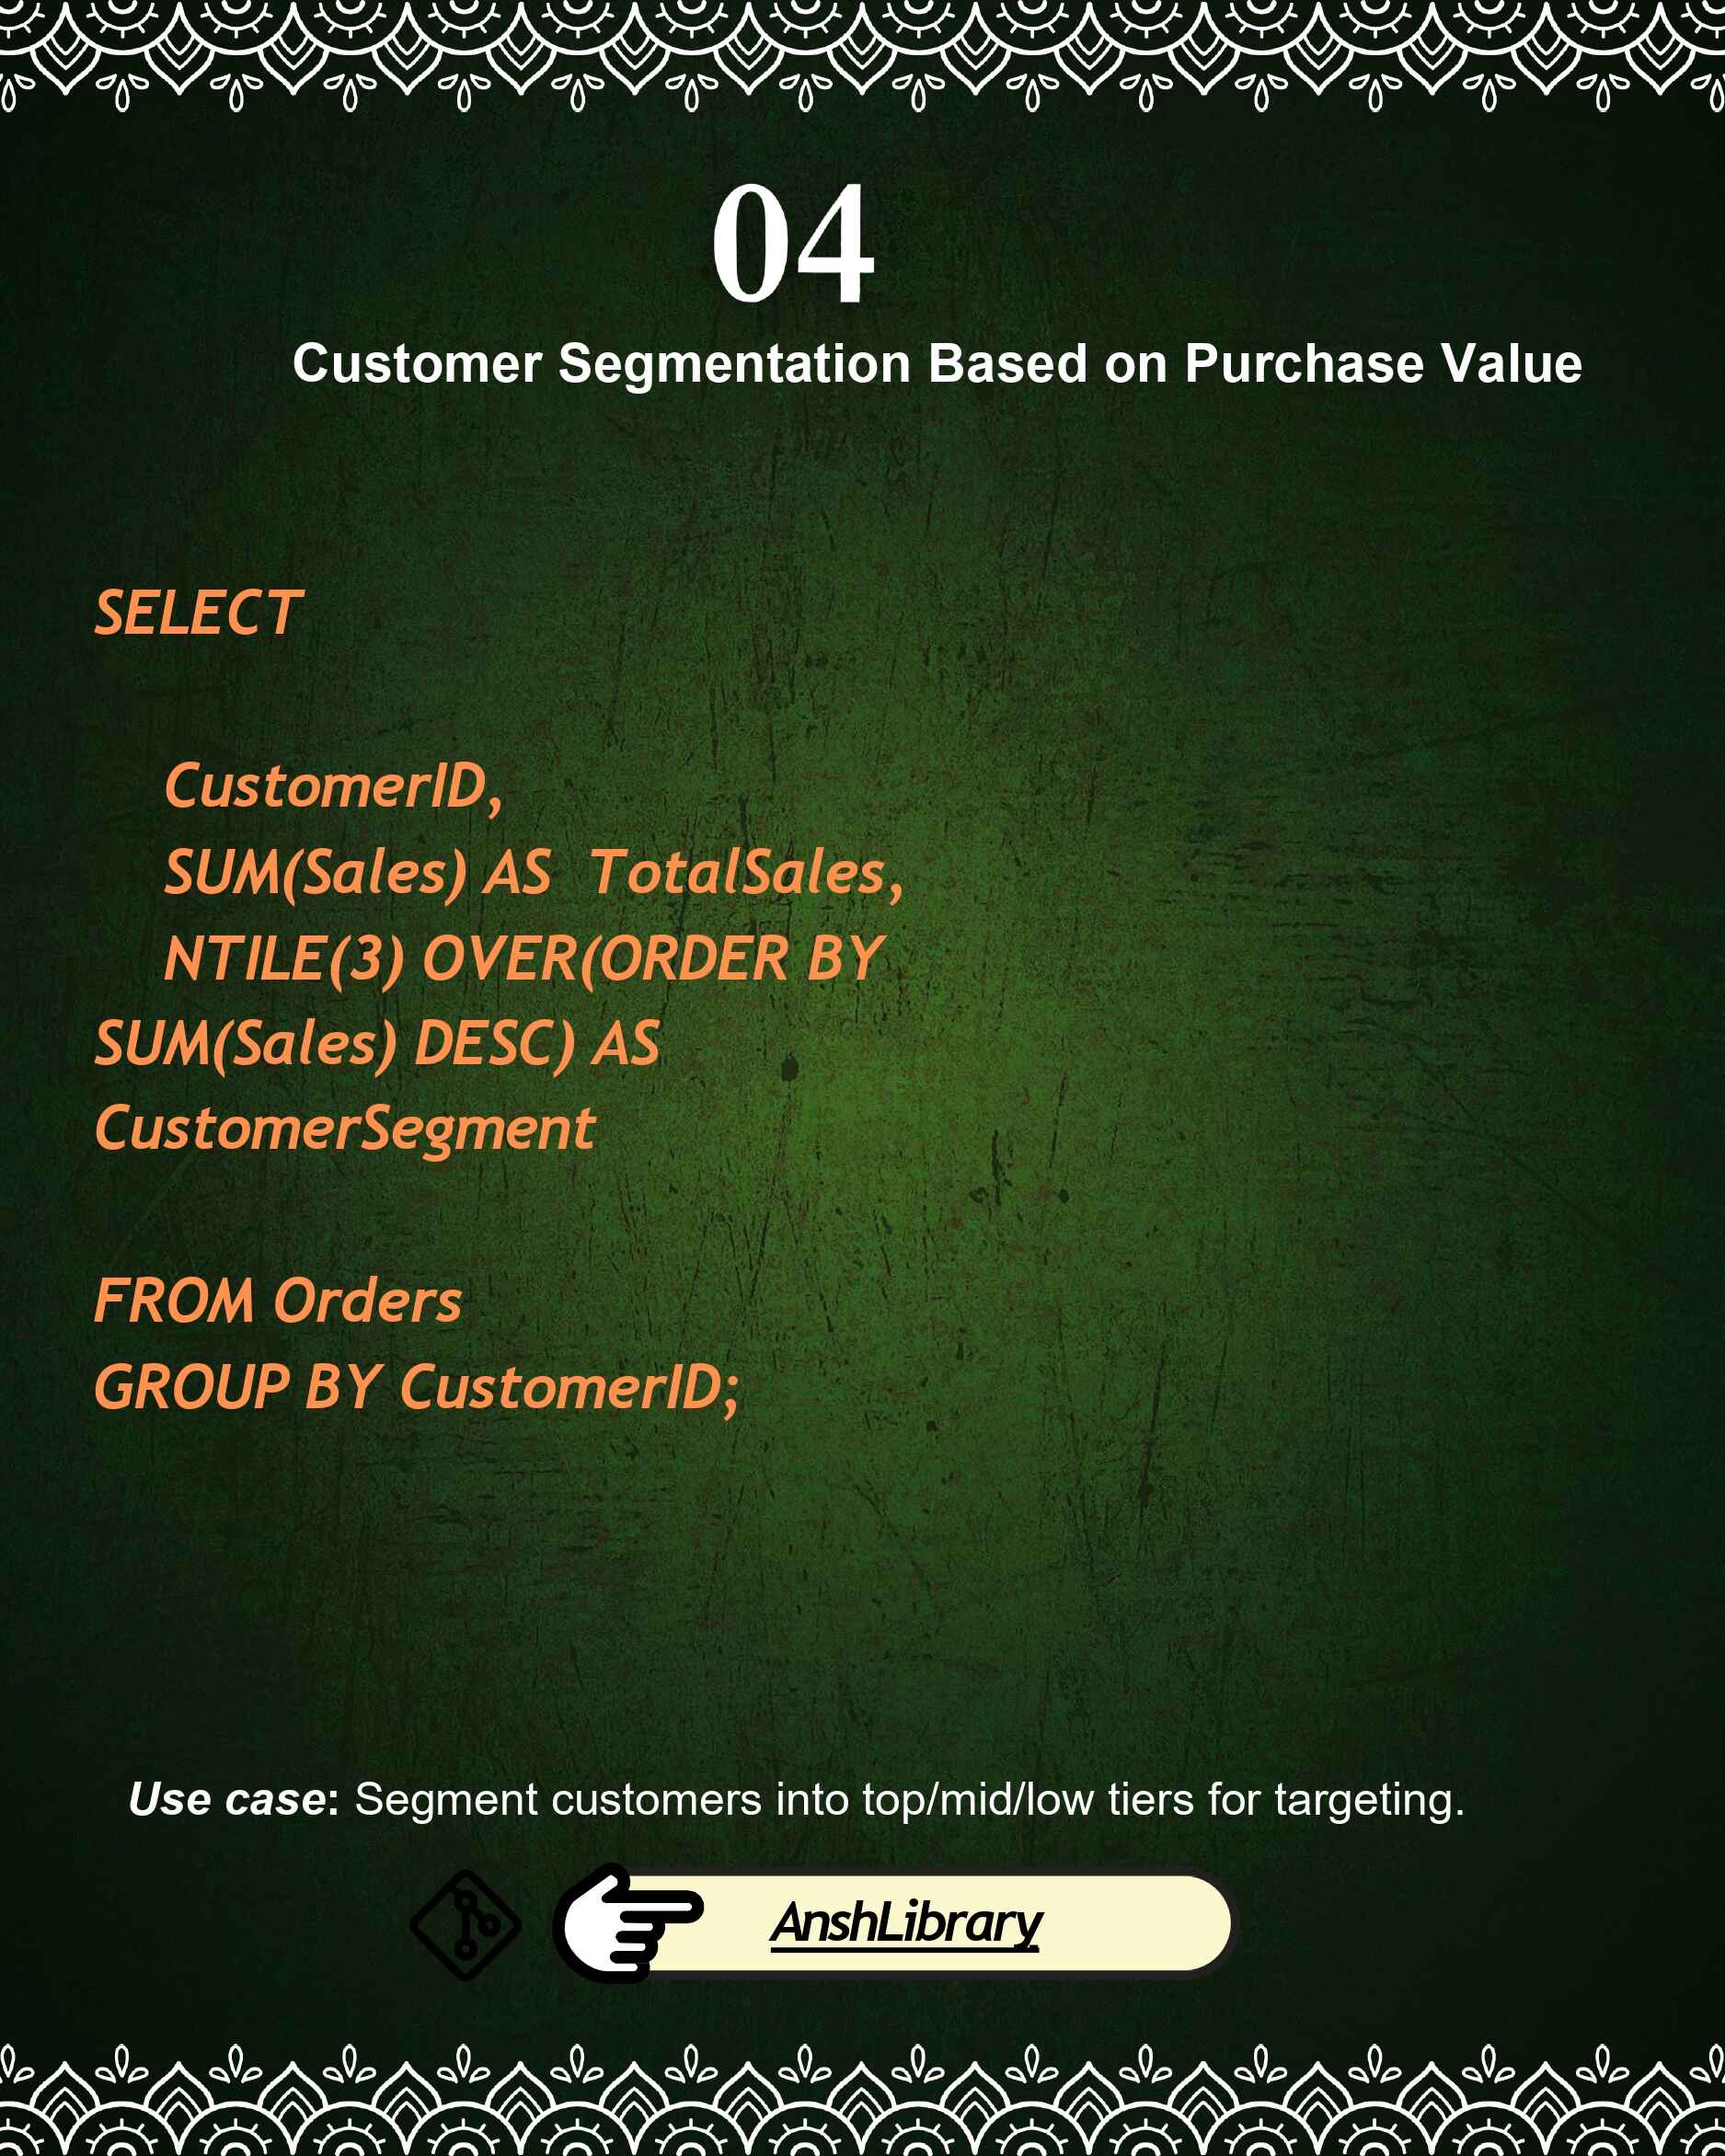 04
Customer Segmentation Based on Purchase Value
SELECT
CustomerID,
SUM(Sales) AS  TotalSales,
NTILE(3) OVER(ORDER BY
SUM(Sales) DESC) AS
CustomerSegment
FROM Orders
GROUP BY CustomerID;
Use case: Segment customers into top/mid/low tiers for targeting.
AnshLibrary